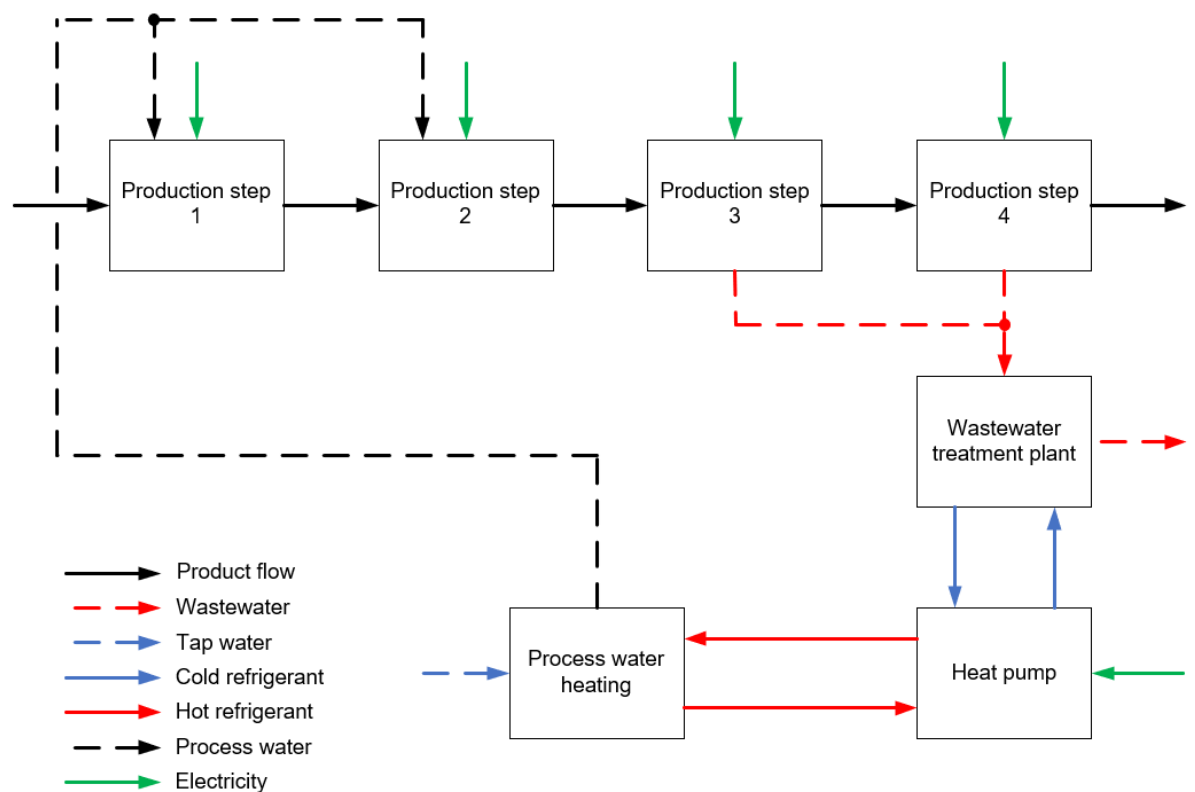 Production step
1
Production step
2
Production step
3
Production step
4
Wastewater
treatment plant
Product flow
Wastewater
Tap water
Cold refrigerant
Hot refrigerant
Process water
Electricity
Process water
heating
Heat pump